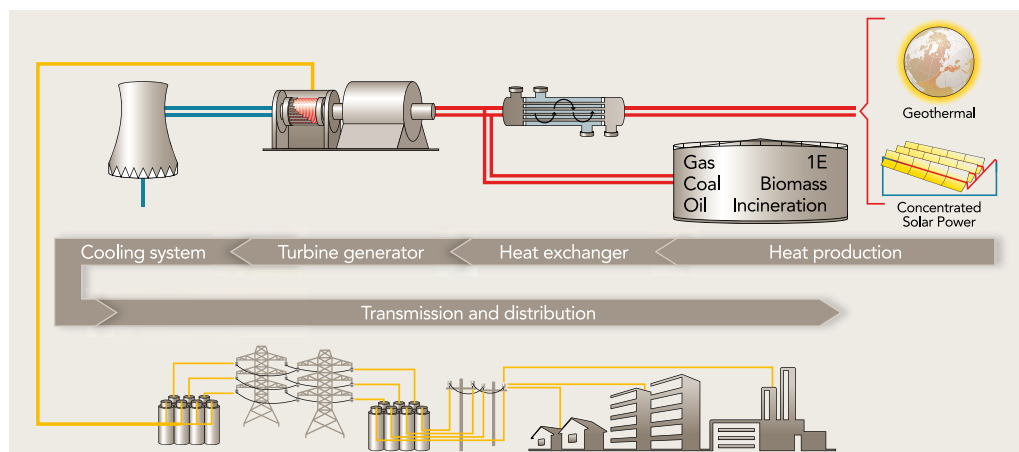 Geothermal
Gas 1E
Coal Biomass
Oil Incineration
Concentrated
Solar Power
Cooling system
Turbine generator
Heat exchanger
Heat production
Transmission and distribution